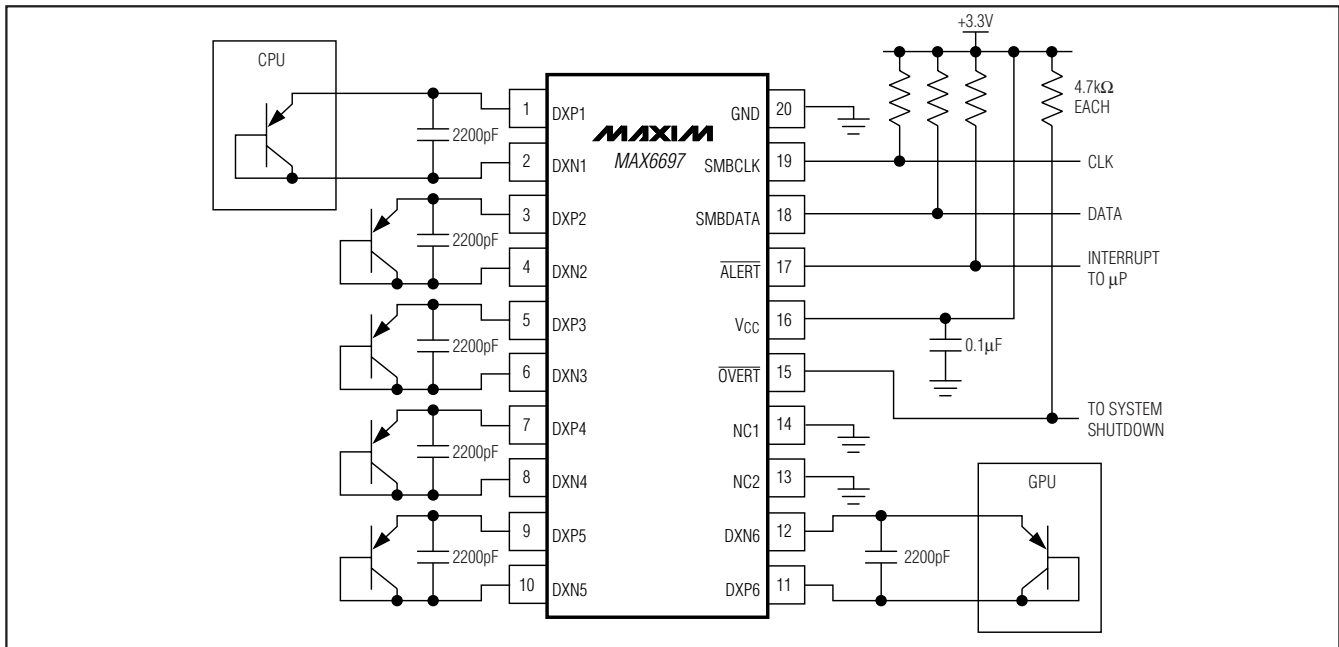 +3.3V
CPU
4.7kΩ
EACH
1 DXP1
2200pF
2 DXN1
3 DXP2
2200pF
4 DXN2
5 DXP3
2200pF
6 DXN3
7 DXP4
2200pF
8 DXN4
9 DXP5
2200pF
10 DXN5
MAXIM
MAX6697
GND 20
SMBCLK 19
CLK
SMBDATA 18
DATA
ALERT 17
INTERRUPT
TO µP
VCC 16
0.1µF
OVERT 15
TO SYSTEM
SHUTDOWN
NC1 14
NC2 13
GPU
DXN6 12
2200pF
DXP6 11